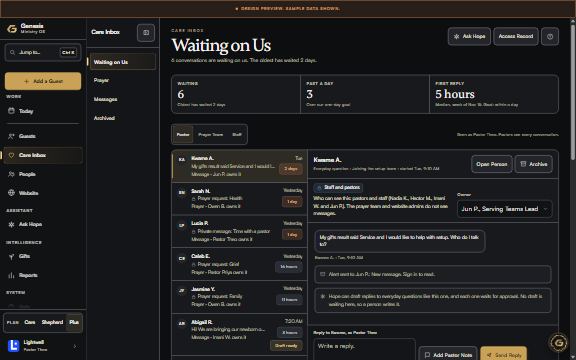 DESIGN PREVIEW. SAMPLE DATA SHOWN.
Genesis
Ministry OS
Jump to...
Ctrl K
Add a Guest
WORK
Today
Guests
Care Inbox
People
Website
ASSISTANT
Ask Hope
INTELLIGENCE
Gifts
Reports
SYSTEM
PLAN
Care
Shepherd
Plus
Lightwell
Pastor Theo
Care Inbox
Waiting on Us
Prayer
Messages
Archived
CARE INBOX
Waiting on Us
6 conversations are waiting on us. The oldest has waited 2 days.
Ask Hope
Access Record
WAITING
6
Oldest has waited 2 days
PAST A DAY
3
Over our one-day goal
FIRST REPLY
5 hours
Median, week of Nov 16. Goal: within a day
Pastor
Prayer Team
Staff
Seen as Pastor Theo. Pastors see every conversation.
KA
Kwame A.
Tue
My gifts result said Service and I would l...
Message · Jun P. owns it
2 days
Sarah N.
Yesterday
Prayer request: Health
Prayer · Owen B. owns it
1 day
Lucia P.
Yesterday
Private message: Time with a pastor
Message · Pastor Theo owns it
1 day
Caleb E.
Yesterday
Prayer request: Grief
Prayer · Pastor Priya owns it
Jasmine Y.
Yesterday
Prayer request: Family
Prayer · Owen B. owns it
Abigail R.
7:20 AM
Hi! We are bringing our newborn o...
Message · Imani W. owns it
3 hours
Draft ready
Kwame A.
Everyday question · Joining the setup team · started Tue, 9:10 AM
Open Person
Archive
Staff and pastors
Who can see this: pastors and staff (Nadia K., Hector M., Imani W. and Jun P.). The prayer team and website admins do not see messages.
Owner
Jun P., Serving Teams Lead
My gifts result said Service and I would like to help with setup. Who do I talk to?
Kwame A. · Tue, 9:10 AM
Alert sent to Jun P.: New message. Sign in to read.
Hope can draft replies to everyday questions like this one, and each one waits for approval. No draft is waiting here, so a person writes it.
Reply to Kwame, as Pastor Theo
Write a reply.
Add Pastor Note
Send Reply